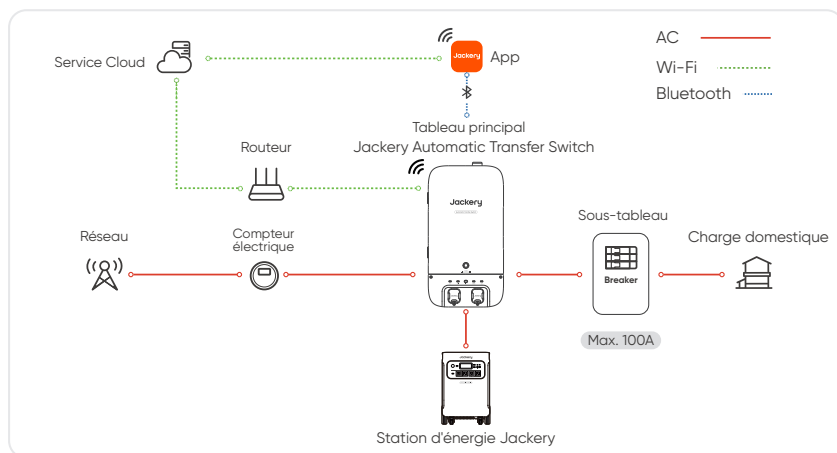 AC
Wi-Fi
Bluetooth
Service Cloud
Jackery
App
Tableau principal
Jackery Automatic Transfer Switch
Routeur
Jackery
Sous-tableau
Réseau
Compteur
électrique
Charge domestique
Breaker
Max. 100A
Jackery
Station d'énergie Jackery